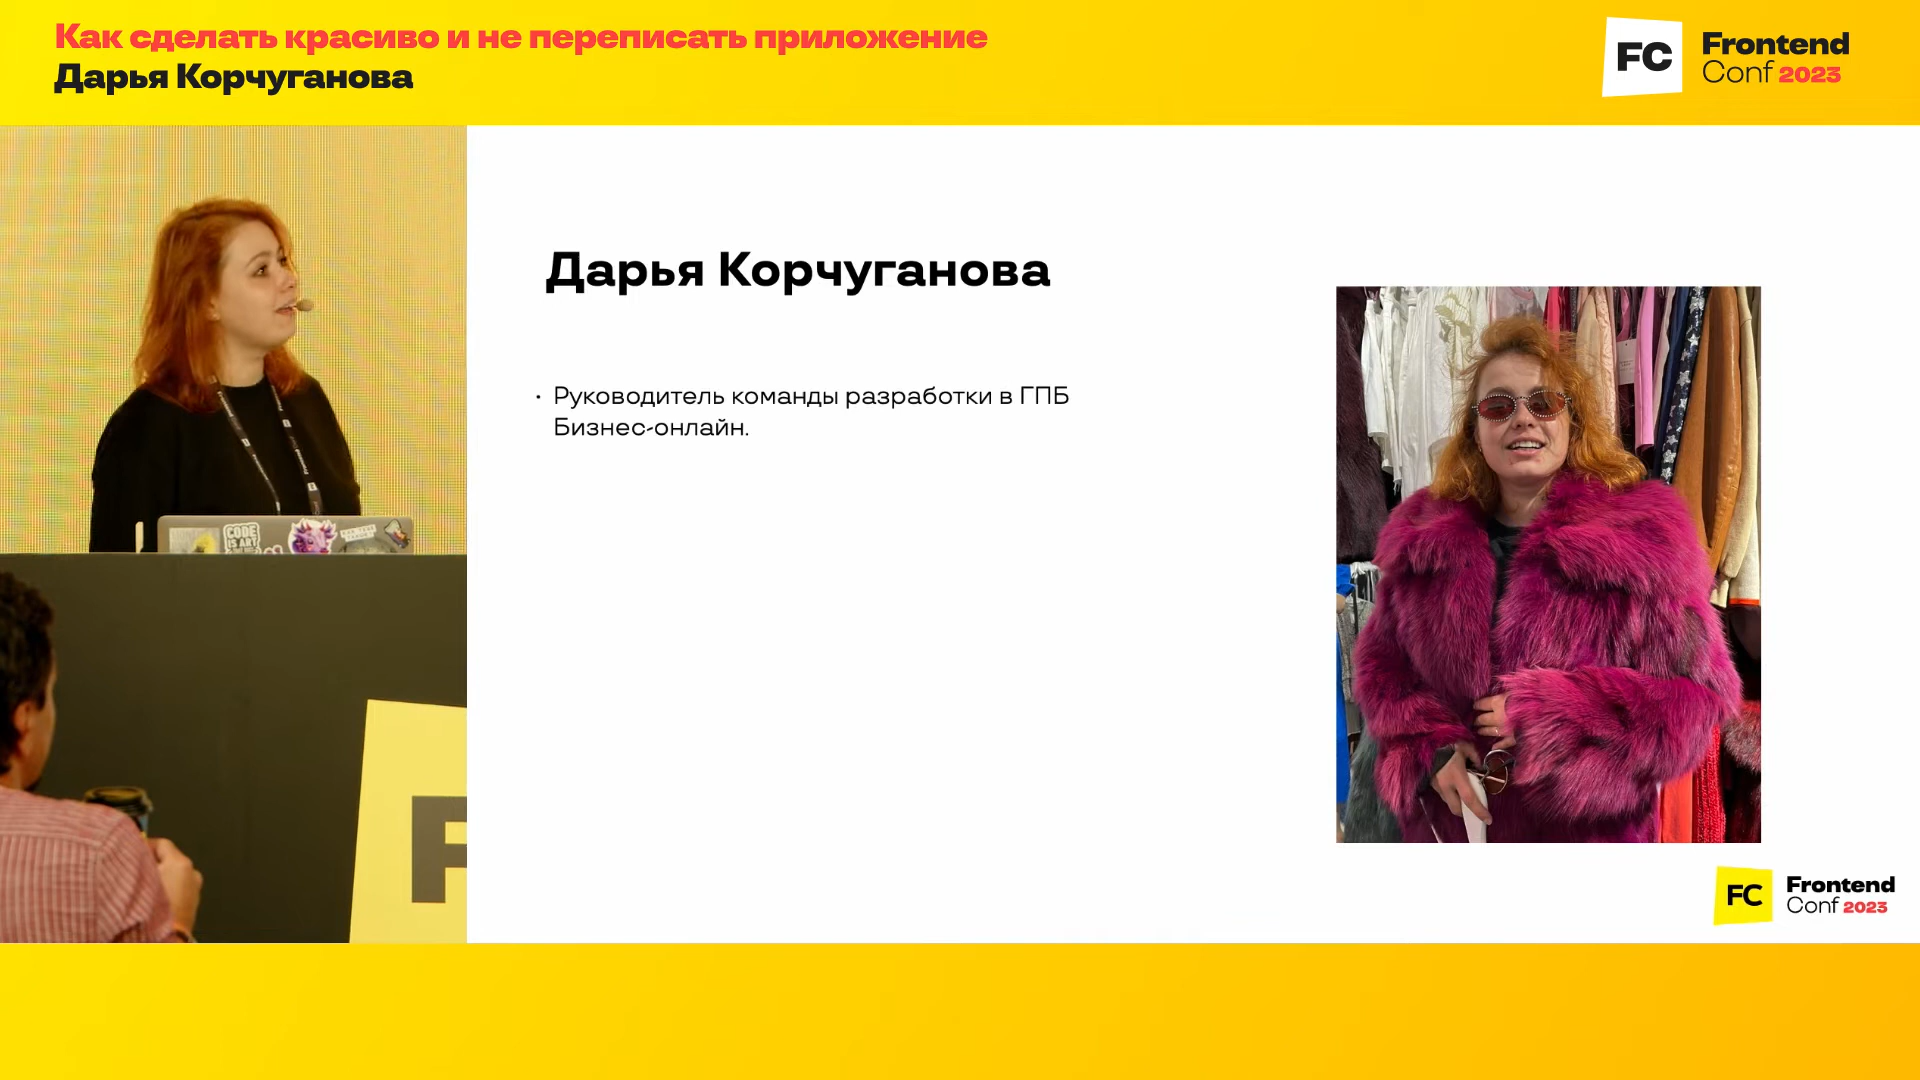 Как сделать красиво и не переписать приложение
Дарья Корчуганова
FC
Frontend
Conf 2023
Дарья Корчуганова
• Руководитель команды разработки в ГПБ
Бизнес-онлайн.
CODE
IS ART
F
FC
Frontend
Conf 2023